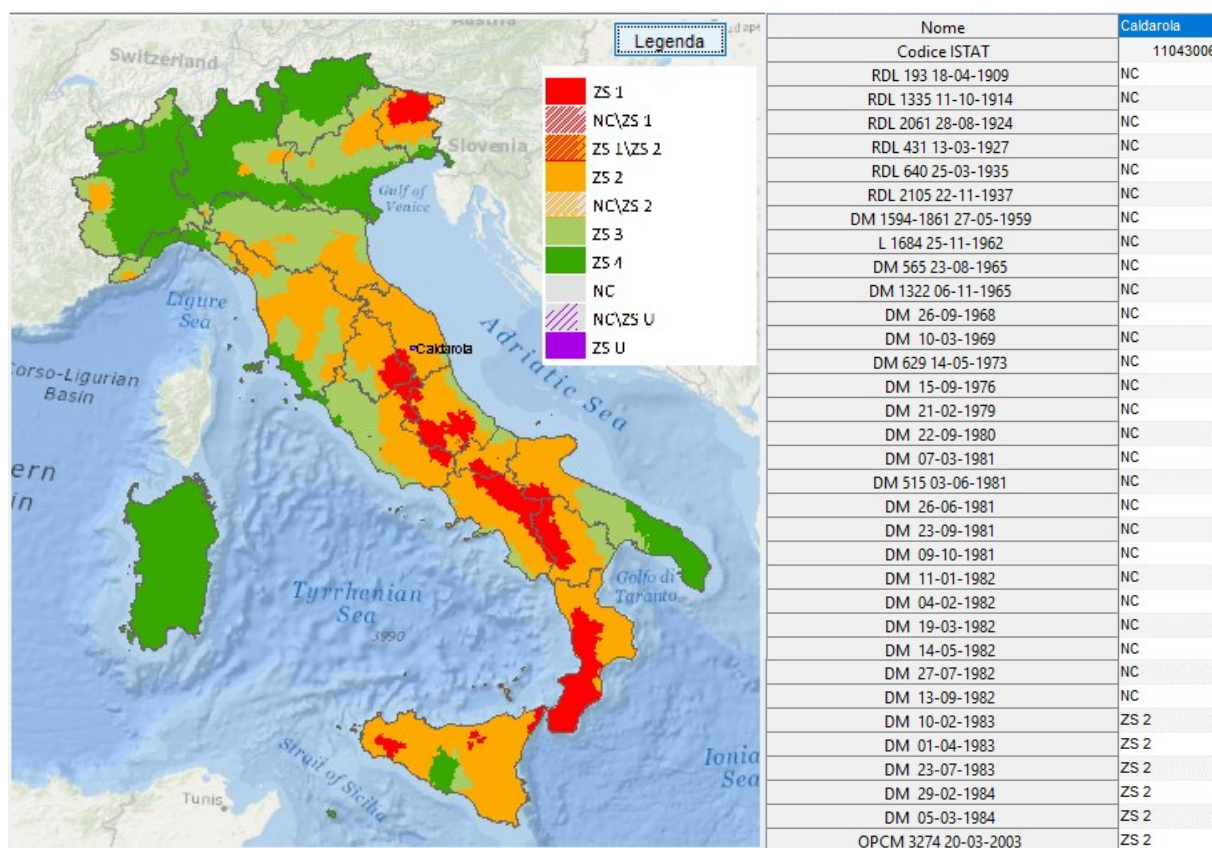 Austria
Switzerland
Slovenia
Gulf of
Venice
Ligure
Sea
Caldarola
Adriatic Sea
Corso-Ligurian
Basin
ern
in
Tyrrhenian
Sea
3990
Golfo di
Taranto
Ionia
Sea
Strait of Sicilia
Tunis
Legenda
ZS 1
NC\ZS 1
ZS 1\ZS 2
ZS 2
NC\ZS 2
ZS 3
ZS 4
NC
NC\ZS U
ZS U
Nome Caldarola
Codice ISTAT 11043006
RDL 193 18-04-1909 NC
RDL 1335 11-10-1914 NC
RDL 2061 28-08-1924 NC
RDL 431 13-03-1927 NC
RDL 640 25-03-1935 NC
RDL 2105 22-11-1937 NC
DM 1594-1861 27-05-1959 NC
L 1684 25-11-1962 NC
DM 565 23-08-1965 NC
DM 1322 06-11-1965 NC
DM 26-09-1968 NC
DM 10-03-1969 NC
DM 629 14-05-1973 NC
DM 15-09-1976 NC
DM 21-02-1979 NC
DM 22-09-1980 NC
DM 07-03-1981 NC
DM 515 03-06-1981 NC
DM 26-06-1981 NC
DM 23-09-1981 NC
DM 09-10-1981 NC
DM 11-01-1982 NC
DM 04-02-1982 NC
DM 19-03-1982 NC
DM 14-05-1982 NC
DM 27-07-1982 NC
DM 13-09-1982 NC
DM 10-02-1983 ZS 2
DM 01-04-1983 ZS 2
DM 23-07-1983 ZS 2
DM 29-02-1984 ZS 2
DM 05-03-1984 ZS 2
OPCM 3274 20-03-2003 ZS 2